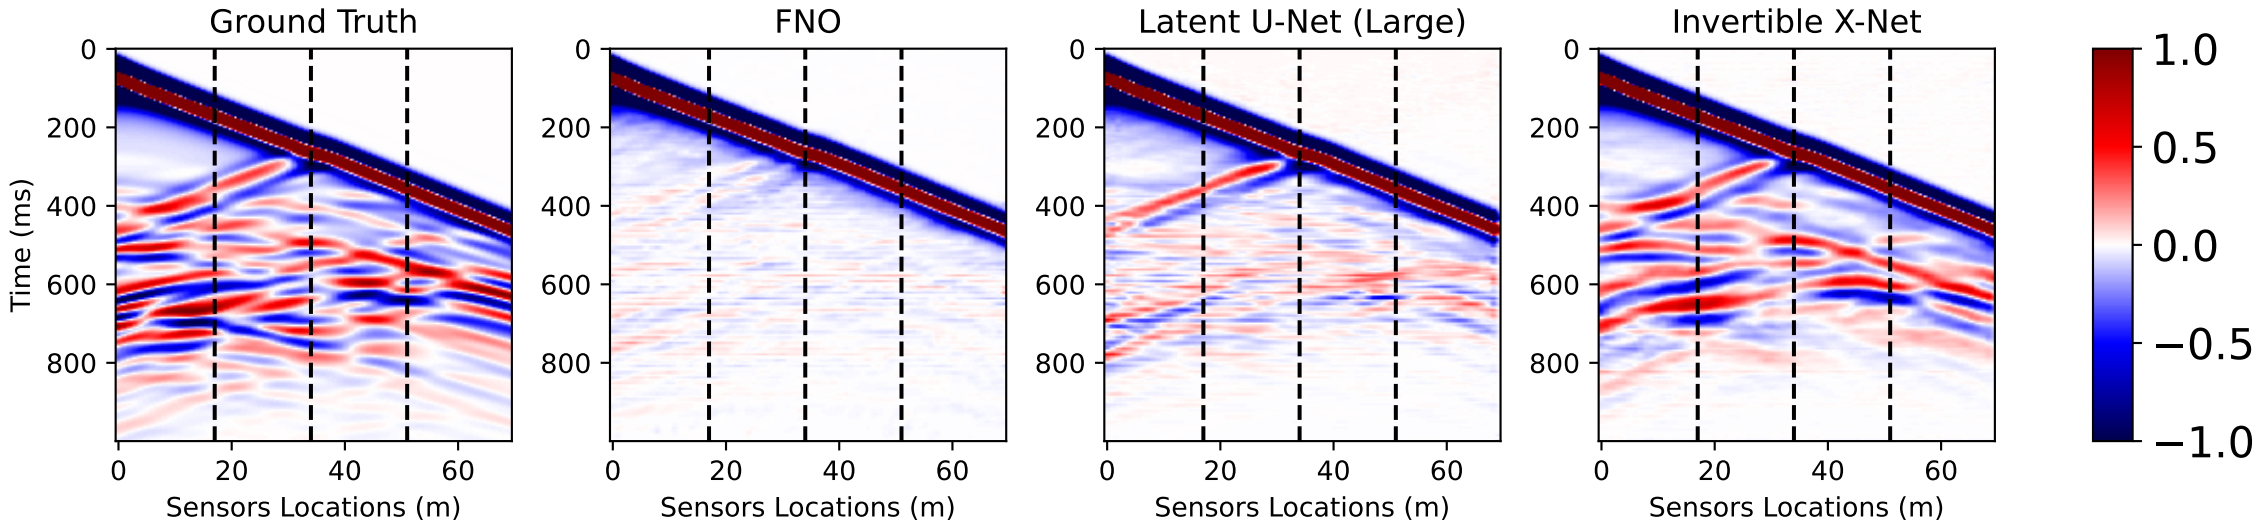 Ground Truth
FNO
Latent U-Net (Large)
Invertible X-Net
0
200
400
600
800
Time (ms)
0 20 40 60
Sensors Locations (m)
0
200
400
600
800
0 20 40 60
Sensors Locations (m)
0
200
400
600
800
0 20 40 60
Sensors Locations (m)
0
200
400
600
800
0 20 40 60
Sensors Locations (m)
1.0
0.5
0.0
−0.5
−1.0